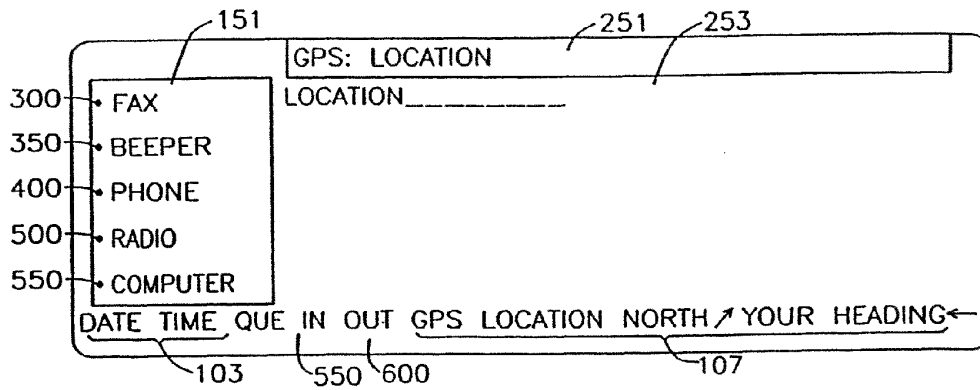 151
251
253
GPS: LOCATION
LOCATION_________
300 FAX
350 BEEPER
400 PHONE
500 RADIO
550 COMPUTER
DATE TIME QUE IN OUT GPS LOCATION NORTH↗ YOUR HEADING←
103
550
600
107